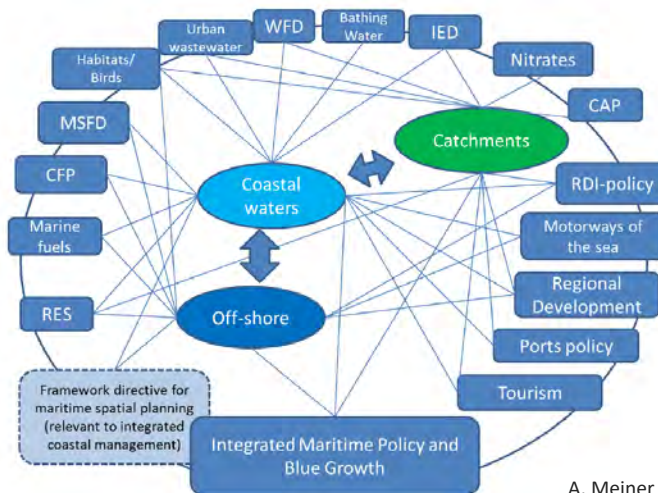 Urban
wastewater
WFD
Bathing
Water
IED
Habitats/
Birds
Nitrates
MSFD
CAP
Catchments
CFP
Coastal
waters
RDI-policy
Marine
fuels
Motorways
of the sea
RES
Off-shore
Regional
Development
Ports policy
Framework directive for
maritime spatial planning
(relevant to integrated
coastal management)
Tourism
Integrated Maritime Policy and
Blue Growth
A. Meiner